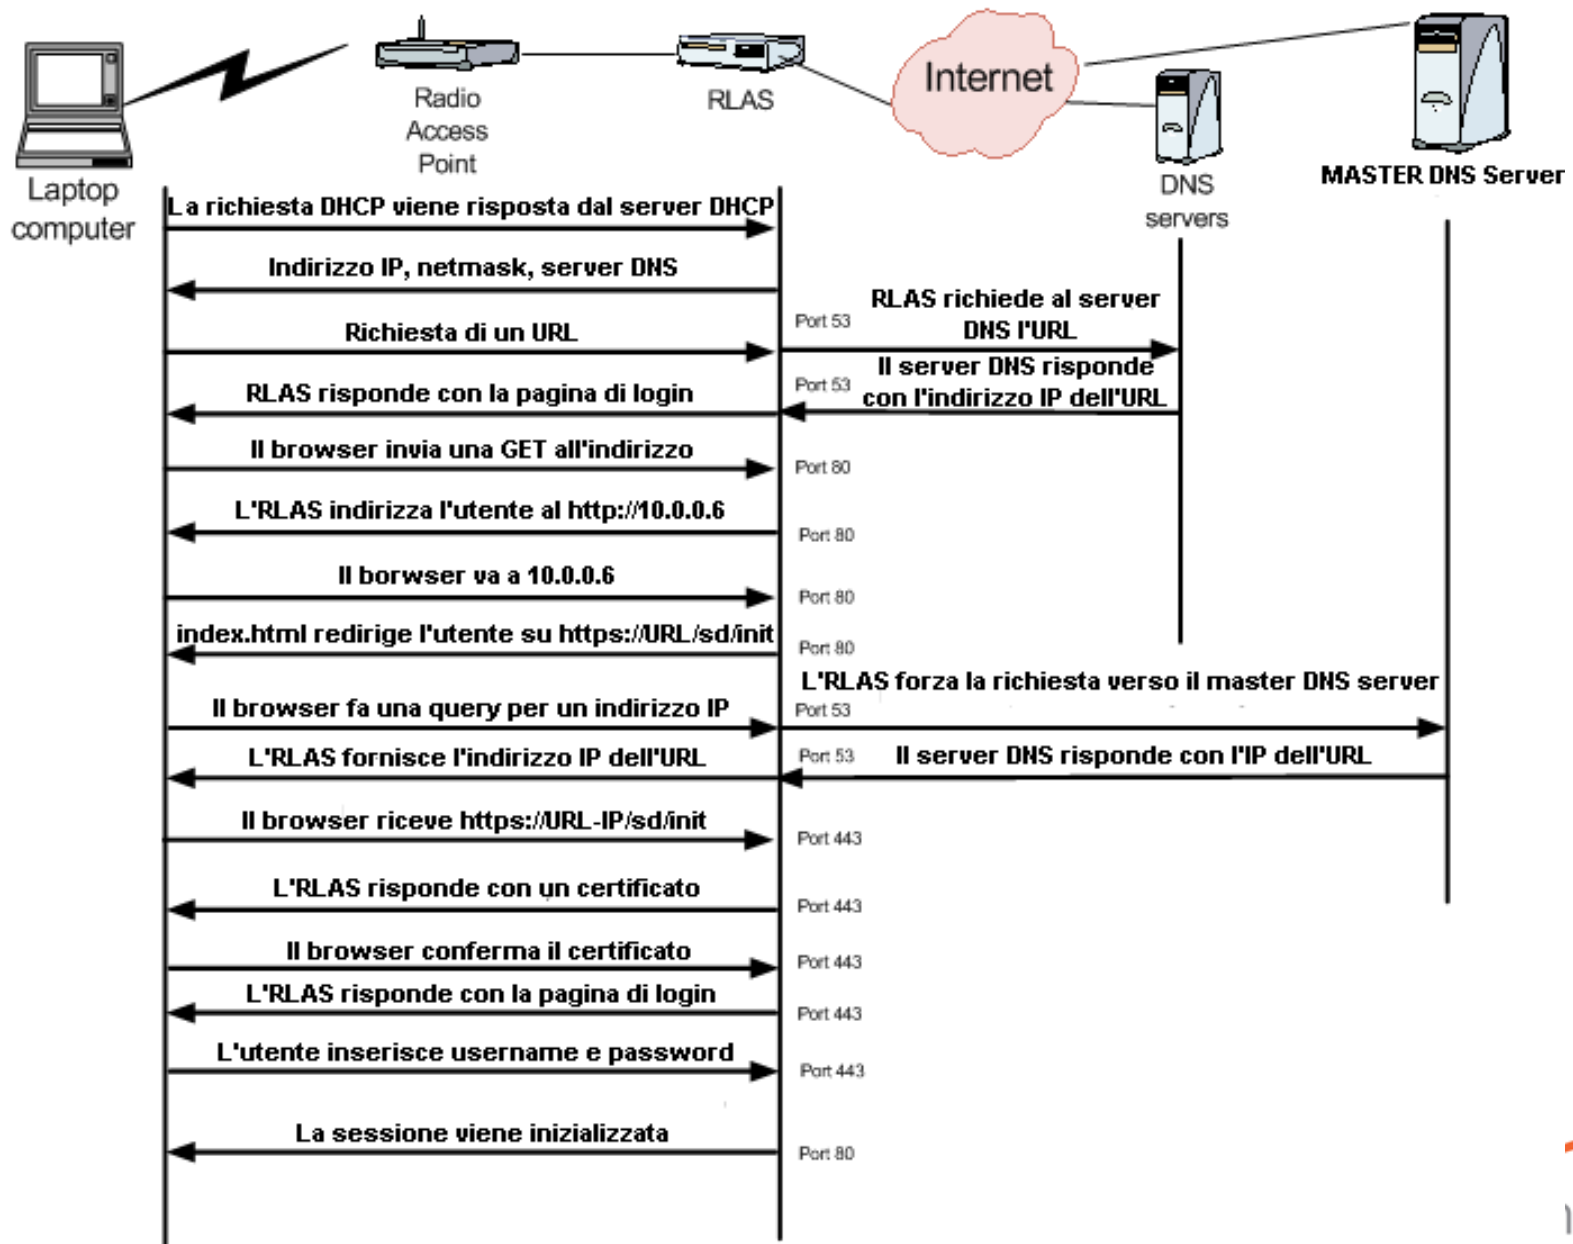 Internet
Radio
Access
Point
RLAS
Laptop
computer
DNS
servers
MASTER DNS Server
La richiesta DHCP viene risposta dal server DHCP
Indirizzo IP, netmask, server DNS
Richiesta di un URL
Port 53
RLAS richiede al server
DNS l'URL
RLAS risponde con la pagina di login
Port 53
Il server DNS risponde
con l'indirizzo IP dell'URL
Il browser invia una GET all'indirizzo
Port 80
L'RLAS indirizza l'utente al http://10.0.0.6
Port 80
Il borwser va a 10.0.0.6
Port 80
index.html redirige l'utente su https://URL/sd/init
Port 80
L'RLAS forza la richiesta verso il master DNS server
Il browser fa una query per un indirizzo IP
Port 53
L'RLAS fornisce l'indirizzo IP dell'URL
Port 53
Il server DNS risponde con l'IP dell'URL
Il browser riceve https://URL-IP/sd/init
Port 443
L'RLAS risponde con un certificato
Port 443
Il browser conferma il certificato
Port 443
L'RLAS risponde con la pagina di login
Port 443
L'utente inserisce username e password
Port 443
La sessione viene inizializzata
Port 80